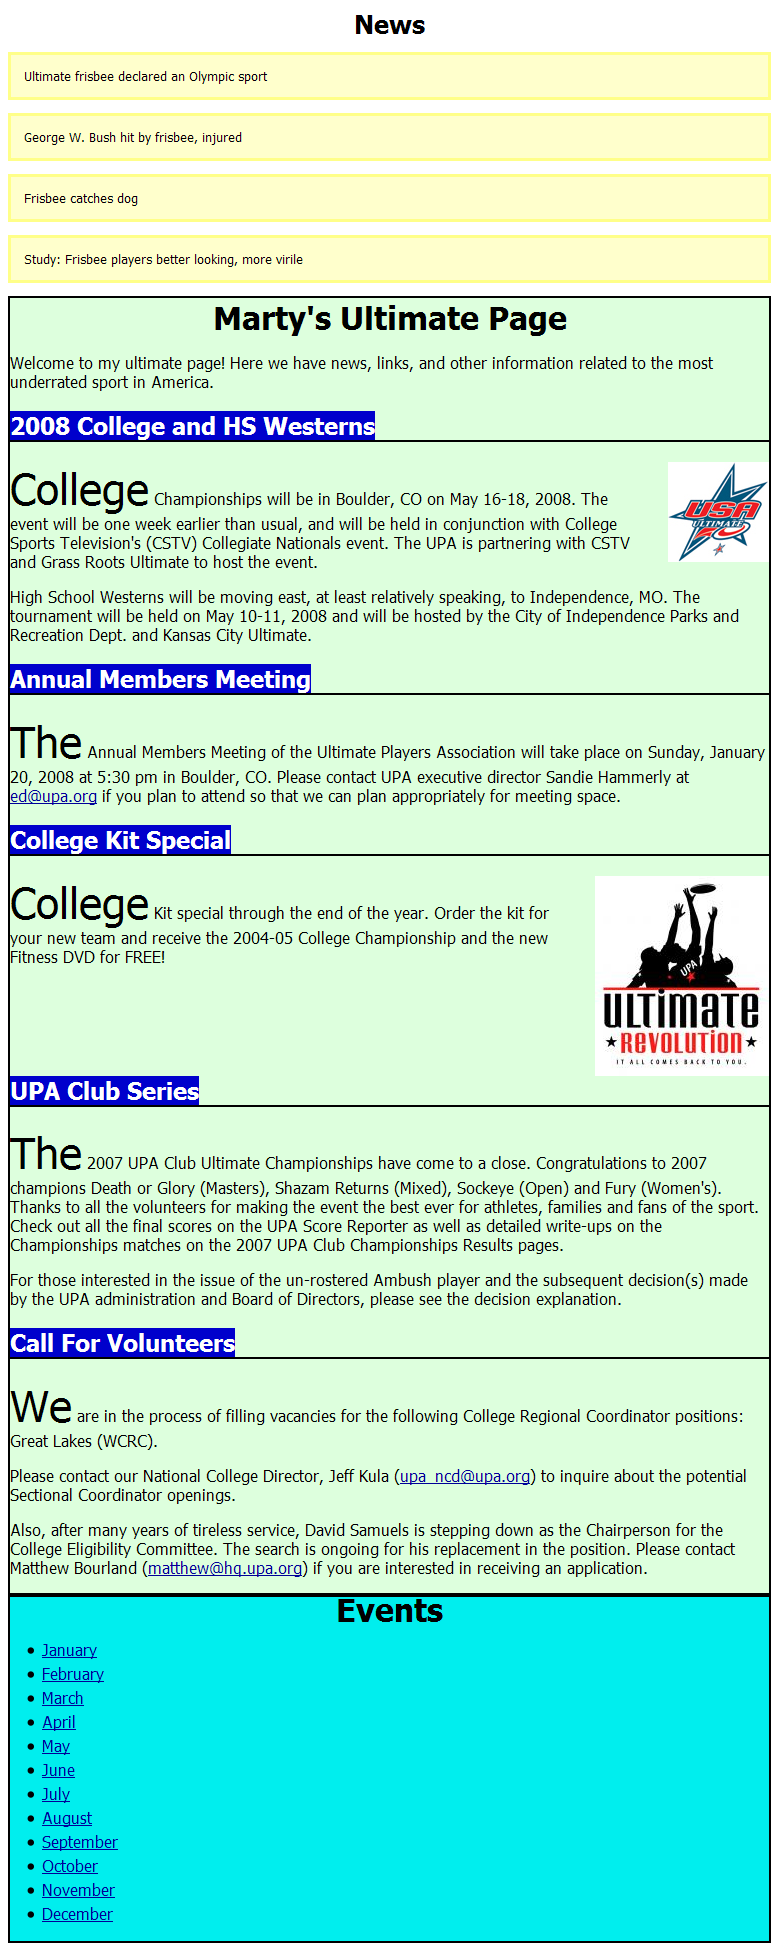 News
Ultimate frisbee declared an Olympic sport
George W. Bush hit by frisbee, injured
Frisbee catches dog
Study: Frisbee players better looking, more virile
Marty's Ultimate Page
Welcome to my ultimate page! Here we have news, links, and other information related to the most
underrated sport in America.
2008 College and HS Westerns
College Championships will be in Boulder, CO on May 16-18, 2008. The
event will be one week earlier than usual, and will be held in conjunction with College
Sports Television's (CSTV) Collegiate Nationals event. The UPA is partnering with CSTV
and Grass Roots Ultimate to host the event.
USA
ULTIMATE
High School Westerns will be moving east, at least relatively speaking, to Independence, MO. The
tournament will be held on May 10-11, 2008 and will be hosted by the City of Independence Parks and
Recreation Dept. and Kansas City Ultimate.
Annual Members Meeting
The Annual Members Meeting of the Ultimate Players Association will take place on Sunday, January
20, 2008 at 5:30 pm in Boulder, CO. Please contact UPA executive director Sandie Hammerly at
ed@upa.org if you plan to attend so that we can plan appropriately for meeting space.
College Kit Special
College Kit special through the end of the year. Order the kit for
your new team and receive the 2004-05 College Championship and the new
Fitness DVD for FREE!
UPA
ULTIMATE
REVOLUTION
IT ALL COMES BACK TO YOU.
UPA Club Series
The 2007 UPA Club Ultimate Championships have come to a close. Congratulations to 2007
champions Death or Glory (Masters), Shazam Returns (Mixed), Sockeye (Open) and Fury (Women's).
Thanks to all the volunteers for making the event the best ever for athletes, families and fans of the sport.
Check out all the final scores on the UPA Score Reporter as well as detailed write-ups on the
Championships matches on the 2007 UPA Club Championships Results pages.
For those interested in the issue of the un-rostered Ambush player and the subsequent decision(s) made
by the UPA administration and Board of Directors, please see the decision explanation.
Call For Volunteers
We are in the process of filling vacancies for the following College Regional Coordinator positions:
Great Lakes (WCRC).
Please contact our National College Director, Jeff Kula (upa_ncd@upa.org) to inquire about the potential
Sectional Coordinator openings.
Also, after many years of tireless service, David Samuels is stepping down as the Chairperson for the
College Eligibility Committee. The search is ongoing for his replacement in the position. Please contact
Matthew Bourland (matthew@hq.upa.org) if you are interested in receiving an application.
Events
January
February
March
April
May
June
July
August
September
October
November
December